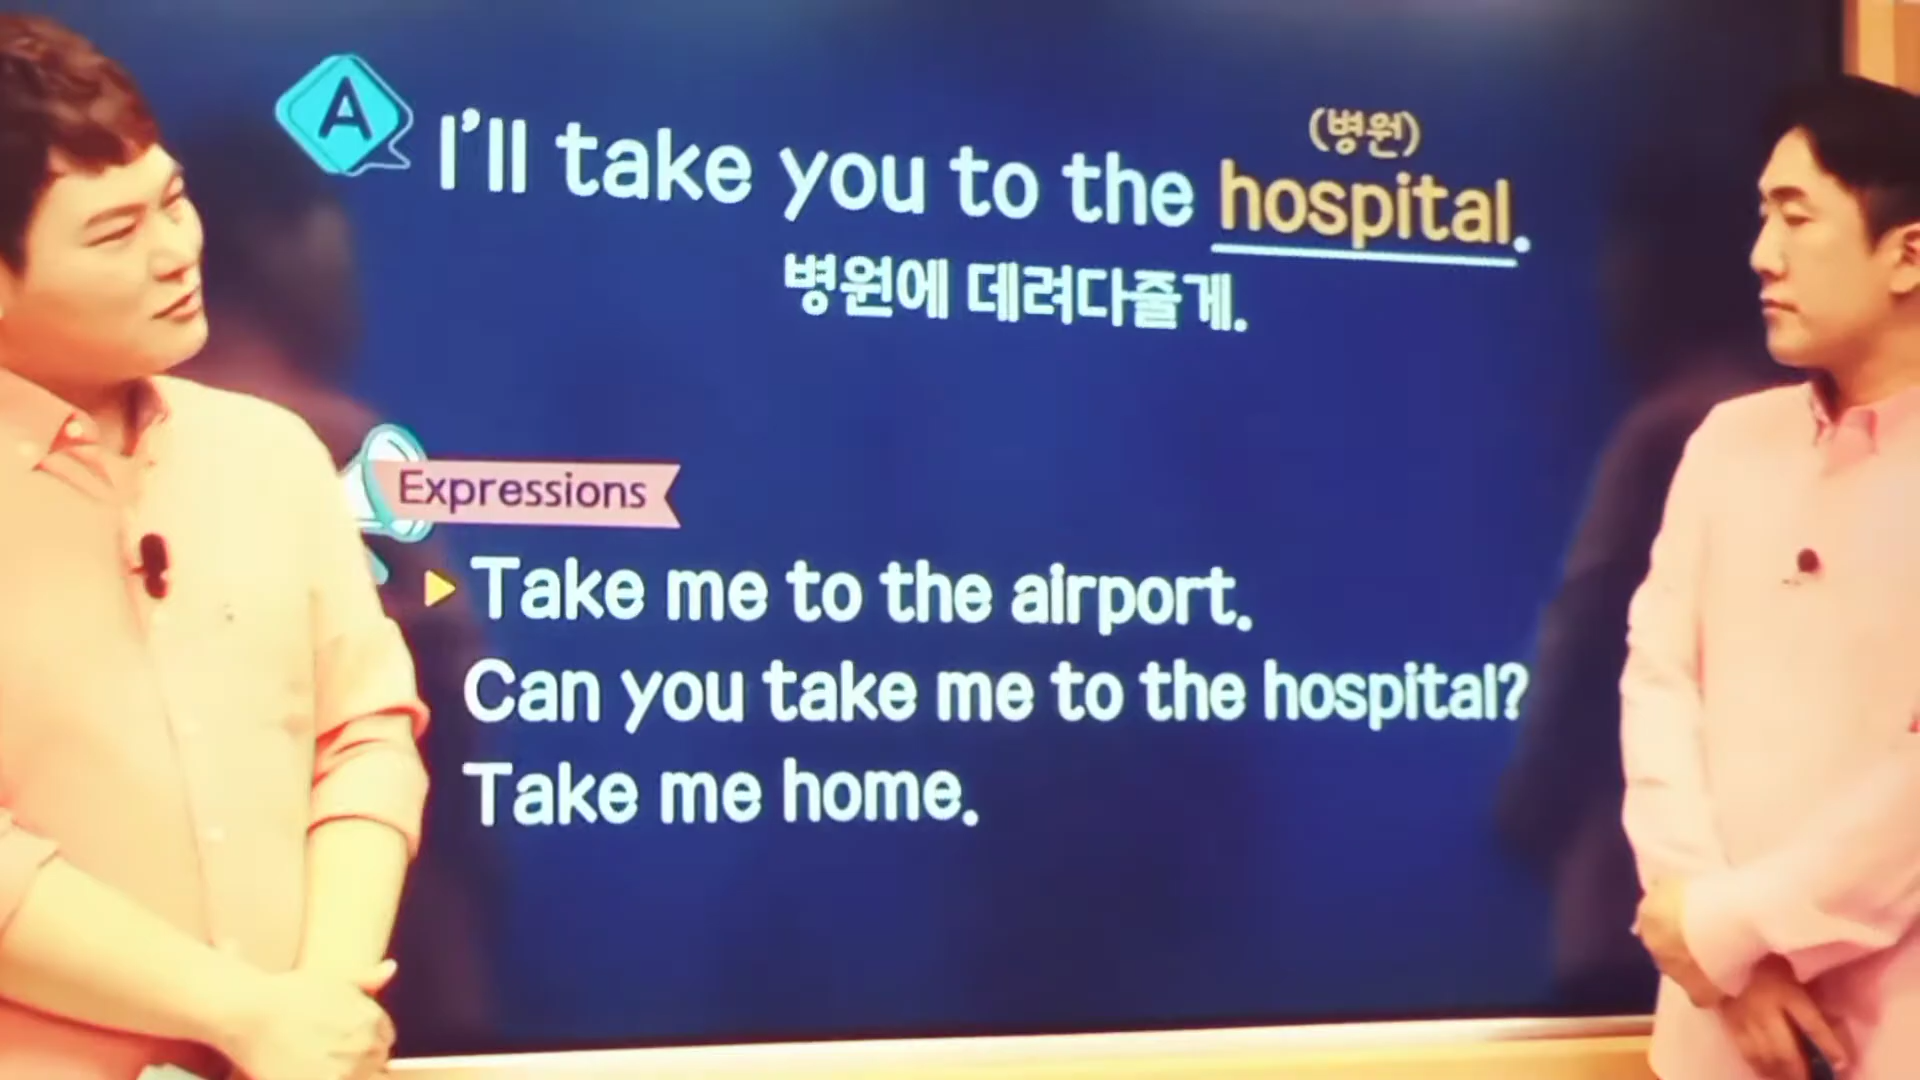 A
(병원)
I'll take you to the hospital.
병원에 데려다줄게.
Expressions
Take me to the airport.
Can you take me to the hospital?
Take me home.